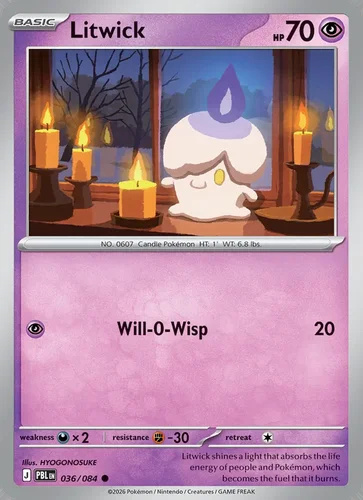 BASIC Litwick HP 70
NO. 0607 Candle Pokémon HT: 1' WT: 6.8 lbs.
Will-O-Wisp 20
weakness ×2 resistance -30 retreat
Illus. HYOGONOSUKE
Litwick shines a light that absorbs the life
energy of people and Pokémon, which
becomes the fuel that it burns.
J PBL EN 036/084
©2026 Pokémon / Nintendo / Creatures / GAME FREAK